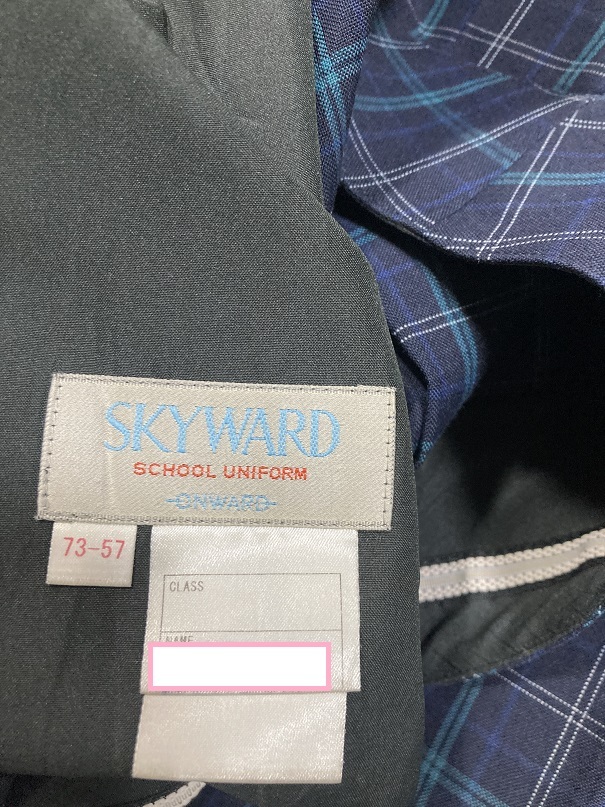 SKYWARD
SCHOOL UNIFORM
ONWARD
73-57
CLASS
NAME